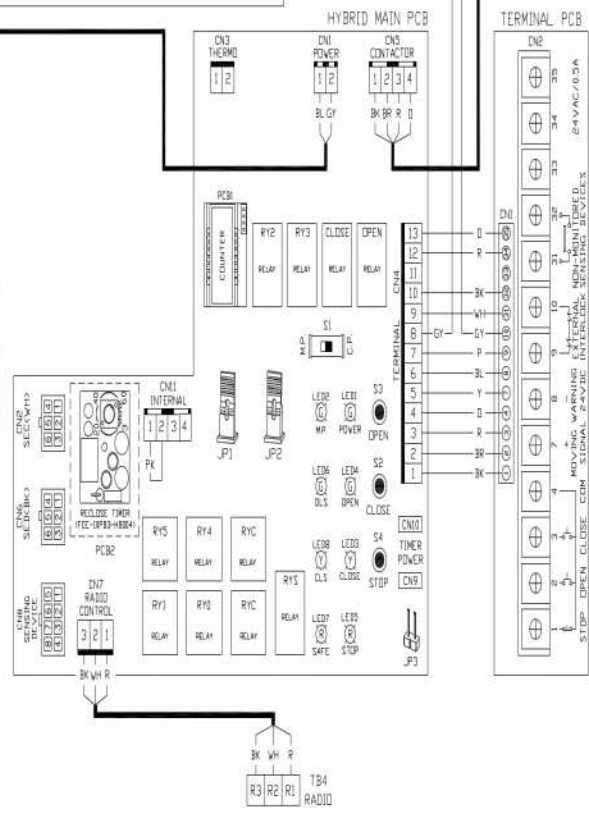 HYBRID MAIN PCB
TERMINAL PCB
CN3
THERMO
1 2
CN1
POWER
1 2
BL GY
CN5
CONTACTOR
1 2 3 4
BK BR R O
CN2
35
34
33
32
31
10
9
8
7
4
3
2
1
24VAC/0.5A
EXTERNAL NON-MONITORED
INTERLOCK SENSING DEVICES
MOVING WARNING
SIGNAL 24VDC
STOP OPEN CLOSE COM
PCB1
COUNTER
RY2
RELAY
RY3
RELAY
CLOSE
RELAY
OPEN
RELAY
S1
M.P.
C.P.
TERMINAL CN4
13
12
11
10
9
8
7
6
5
4
3
2
1
CN1
O
R
BK
WH
GY
GY
P
BL
Y
O
R
BR
BK
CN2
SEC(WH)
6 5 4
3 2 1
CN6
SED(BK)
6 5 4
3 2 1
CN8
SENSING
DEVICE
8 7 6 5
4 3 2 1
RECLOSE TIMER
PCB2
CN11
INTERNAL
1 2 3 4
PK
JP1
JP2
LED2
G
MP
LED1
G
POWER
S3
OPEN
LED6
G
OLS
LED4
G
OPEN
S2
CLOSE
LED8
Y
CLS
LED3
Y
CLOSE
S4
STOP
LED7
R
SAFE
LED5
R
STOP
CN10
TIMER
POWER
CN9
JP3
RY5
RELAY
RY4
RELAY
RYC
RELAY
RYS
RELAY
RY1
RELAY
RY0
RELAY
RYC
RELAY
CN7
RADIO
CONTROL
3 2 1
BK WH R
BK WH R
R3 R2 R1
TB4
RADIO